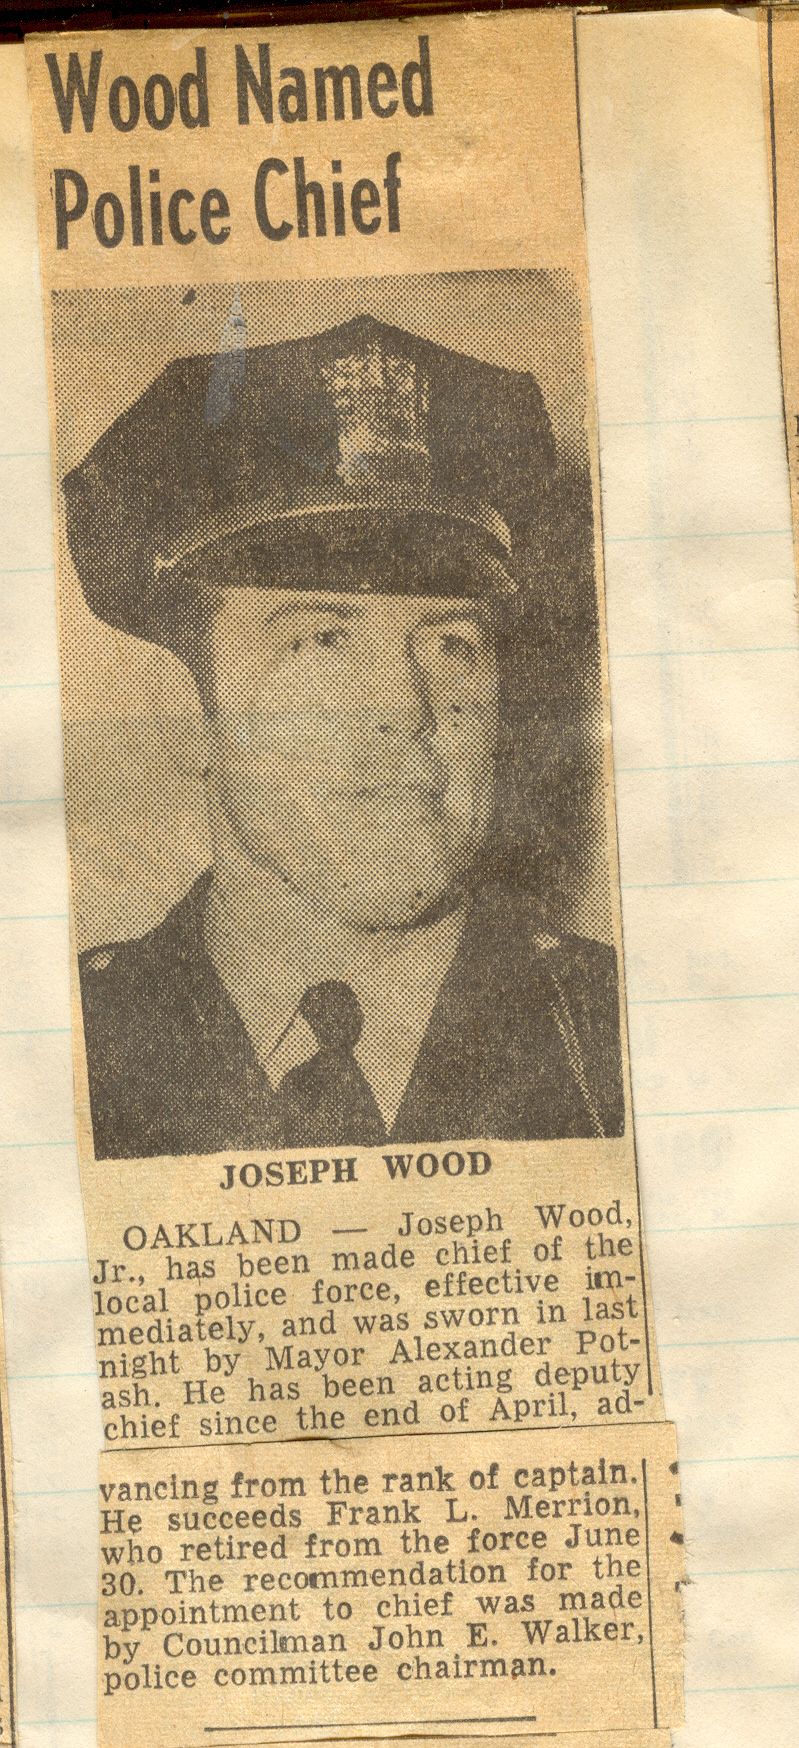 Wood Named
Police Chief
JOSEPH WOOD
OAKLAND — Joseph Wood,
Jr., has been made chief of the
local police force, effective im-
mediately, and was sworn in last
night by Mayor Alexander Pot-
ash. He has been acting deputy
chief since the end of April, ad-
vancing from the rank of captain.
He succeeds Frank L. Merrion,
who retired from the force June
30. The recommendation for the
appointment to chief was made
by Councilman John E. Walker,
police committee chairman.